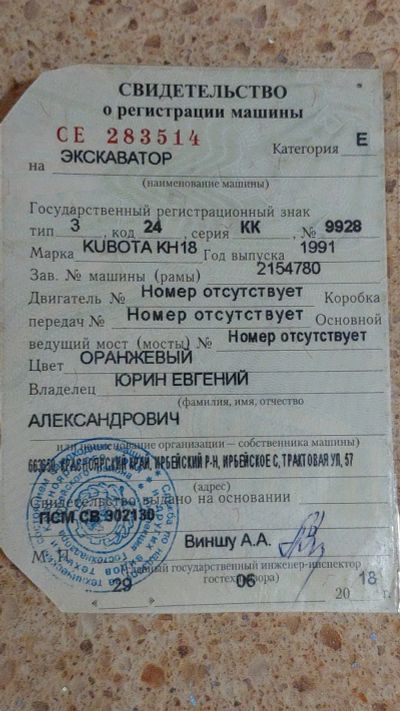 СВИДЕТЕЛЬСТВО
о регистрации машины
СЕ 283514 Категория Е
на ЭКСКАВАТОР
(наименование машины)
Государственный регистрационный знак
тип 3, код 24, серия КК, № 9928
Марка KUBOTA KH18 Год выпуска 1991
Зав. № машины (рамы) 2154780
Двигатель № Номер отсутствует Коробка
передач № Номер отсутствует Основной
ведущий мост (мосты) № Номер отсутствует
Цвет ОРАНЖЕВЫЙ
Владелец ЮРИН ЕВГЕНИЙ
(фамилия, имя, отчество
АЛЕКСАНДРОВИЧ
или наименование организации — собственника машины)
КРАСНОЯРСКИЙ КРАЙ, ИРБЕЙСКИЙ Р-Н, ИРБЕЙСКОЕ С, ТРАКТОВАЯ УЛ, 57
(адрес)
Свидетельство выдано на основании
ПСМ СВ 302130
Виншу А.А.
М. П. (Главный государственный инженер-инспектор
гостехнадзора)
29 06 2018 г.